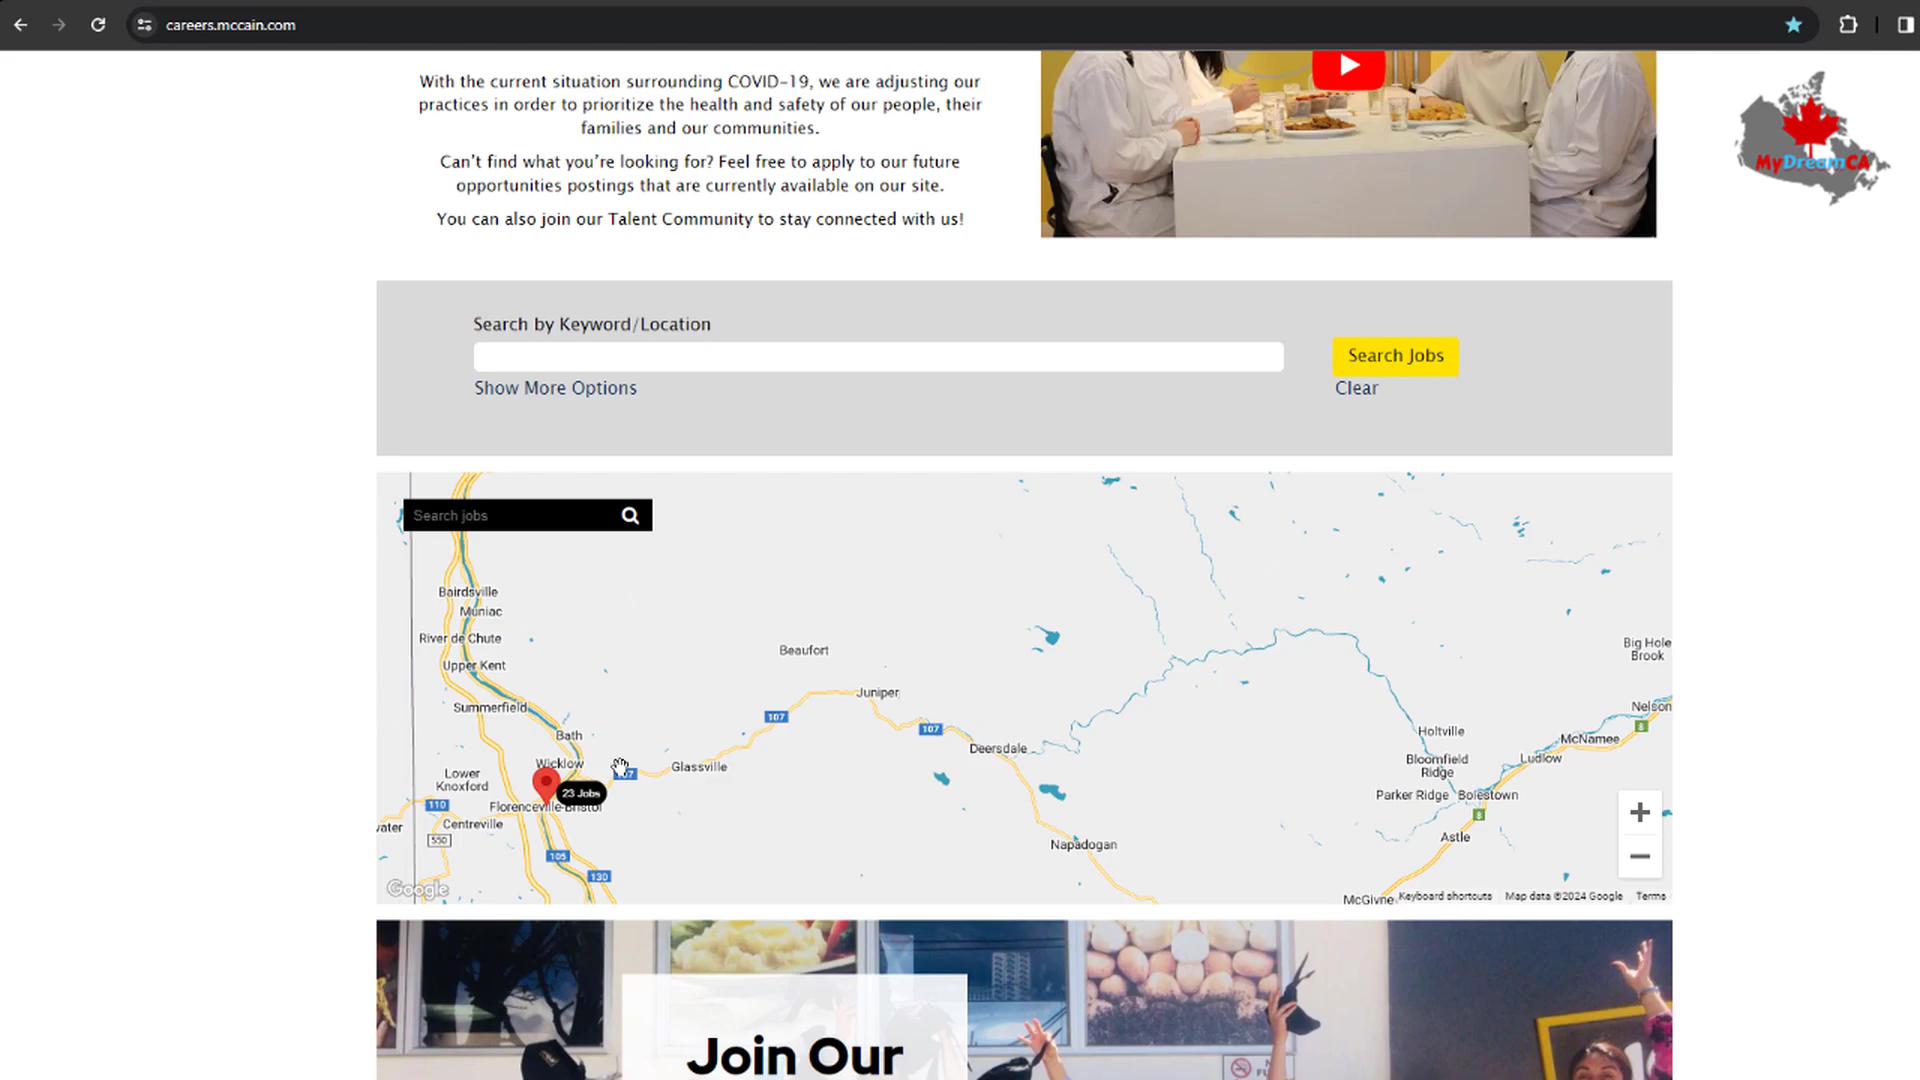 careers.mccain.com
With the current situation surrounding COVID-19, we are adjusting our
practices in order to prioritize the health and safety of our people, their
families and our communities.
Can't find what you're looking for? Feel free to apply to our future
opportunities postings that are currently available on our site.
You can also join our Talent Community to stay connected with us!
MyDreamCA
Search by Keyword/Location
Search Jobs
Show More Options
Clear
Search jobs
Bairdsville
Muniac
River de Chute
Upper Kent
Summerfield
Bath
Wicklow
Lower
Knoxford
23 Jobs
Florenceville-Bristol
110
Centreville
ater
550
105
130
Glassville
107
Beaufort
Juniper
107
Deersdale
Napadogan
Big Hole
Brook
Nelson
8
Holtville
McNamee
Bloomfield
Ridge
Ludlow
Parker Ridge
Boiestown
8
Astle
McGivne
Google
Keyboard shortcuts
Map data ©2024 Google
Terms
Join Our